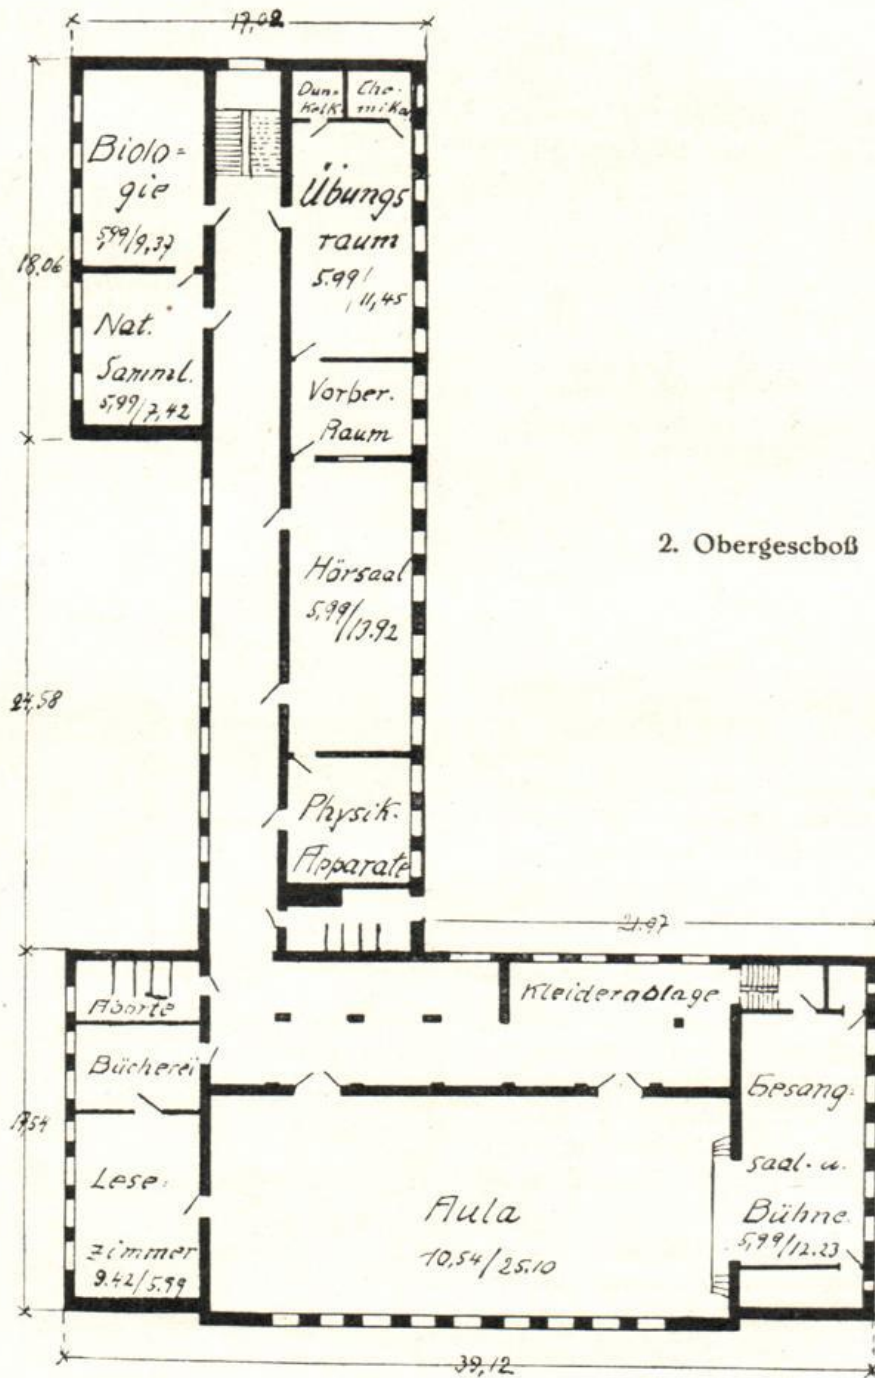 17,02
Dun-
kelk.
Che-
mika.
Biolo=
gie
5,99/9,37
Übungs
raum
5.99/
11,45
18.06
Nat.
Samml.
5,99/7,42
Vorber.
Raum
2. Obergeschoß
Hörsaal
5,99/13.92
24,58
Physik.
Apparate
21.97
Aborte
Kleiderablage
Bücherei
17,54
Lese=
zimmer
9.42/5.99
Aula
10,54/25.10
Gesang=
saal- u.
Bühne
5,99/12.23
39,12